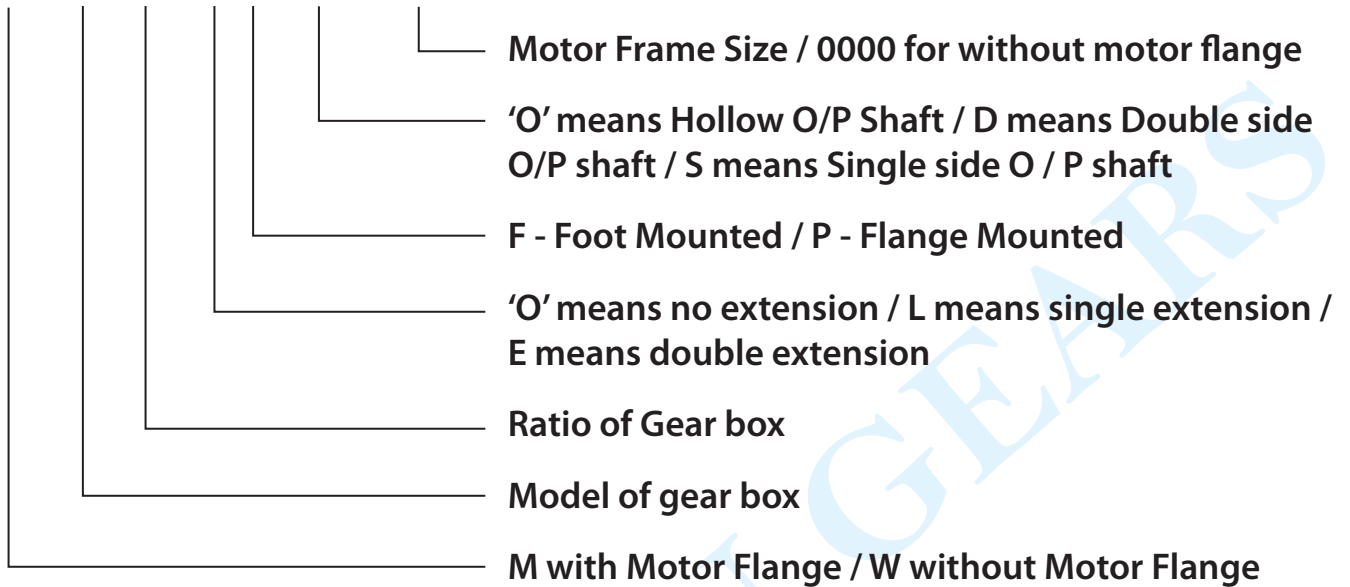 Motor Frame Size / 0000 for without motor flange
‘O’ means Hollow O/P Shaft / D means Double side
O/P shaft / S means Single side O / P shaft
F - Foot Mounted / P - Flange Mounted
‘O’ means no extension / L means single extension /
E means double extension
Ratio of Gear box
Model of gear box
M with Motor Flange / W without Motor Flange
GEARS